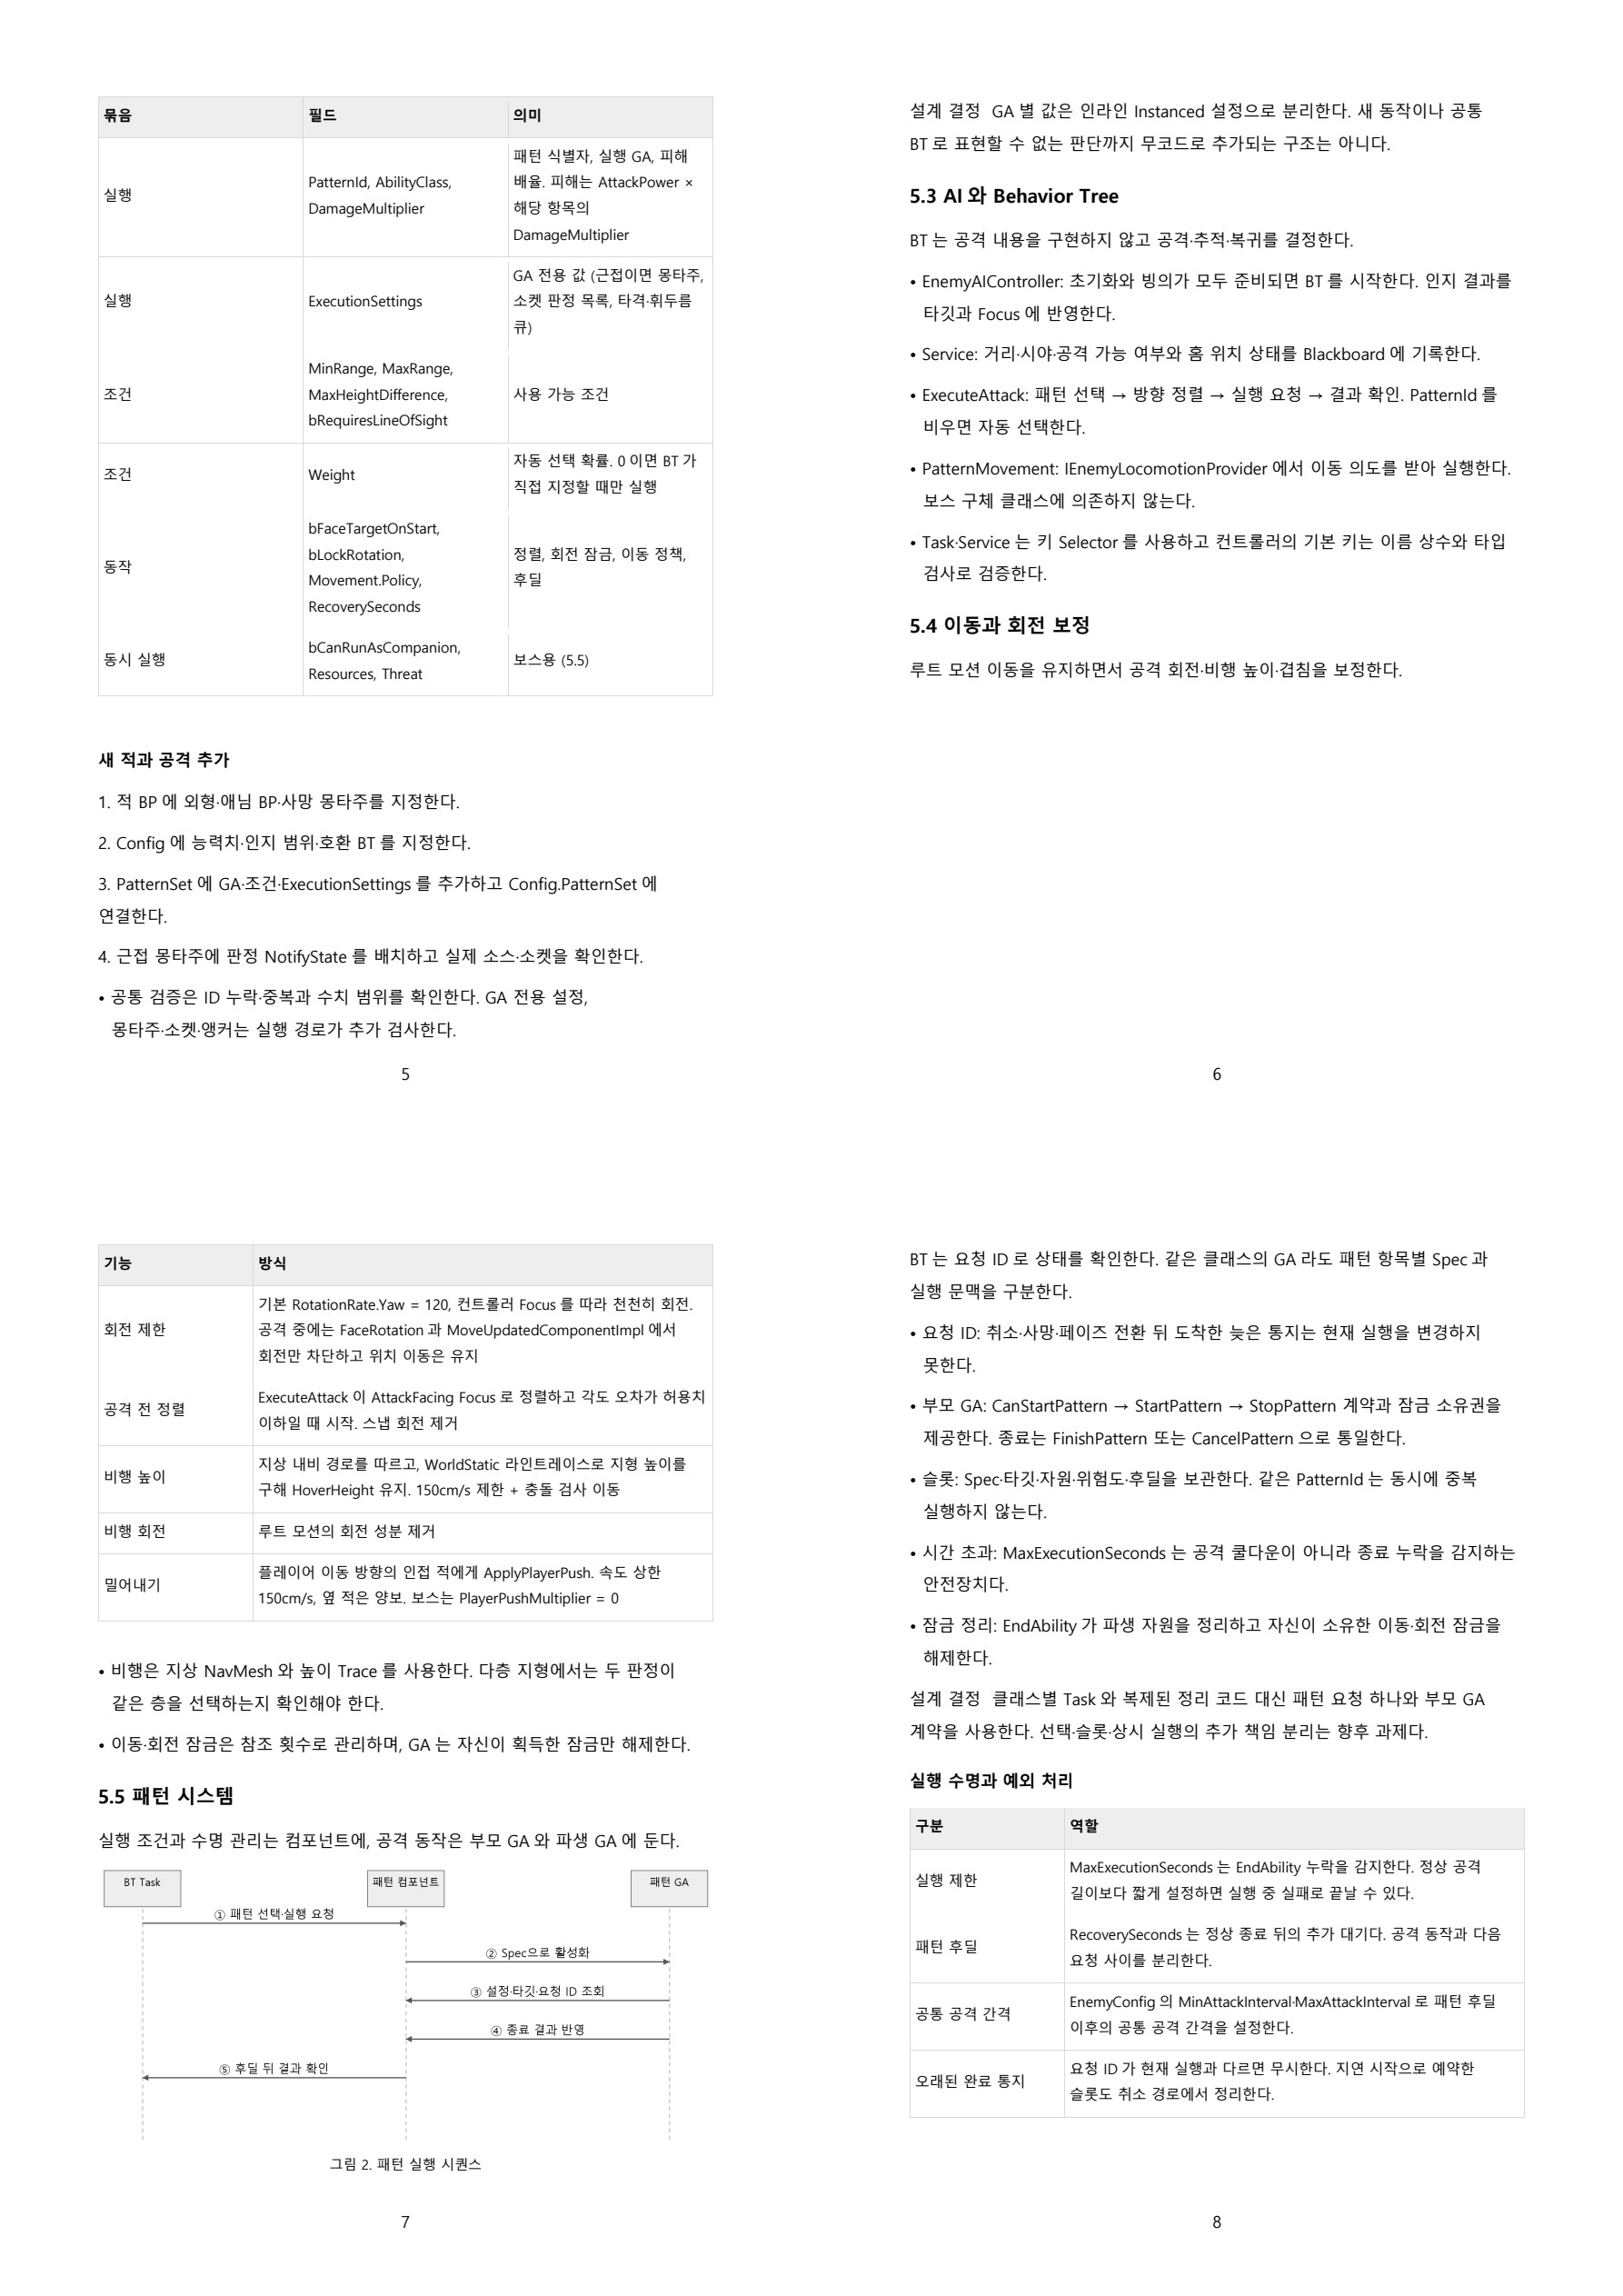 묶음 필드 의미
실행 PatternId, AbilityClass, DamageMultiplier 패턴 식별자, 실행 GA, 피해 배율. 피해는 AttackPower × 해당 항목의 DamageMultiplier
실행 ExecutionSettings GA 전용 값 (근접이면 몽타주, 소켓 판정 목록, 타격·휘두름 큐)
조건 MinRange, MaxRange, MaxHeightDifference, bRequiresLineOfSight 사용 가능 조건
조건 Weight 자동 선택 확률. 0 이면 BT 가 직접 지정할 때만 실행
동작 bFaceTargetOnStart, bLockRotation, Movement.Policy, RecoverySeconds 정렬, 회전 잠금, 이동 정책, 후딜
동시 실행 bCanRunAsCompanion, Resources, Threat 보스용 (5.5)
새 적과 공격 추가
1. 적 BP 에 외형·애님 BP·사망 몽타주를 지정한다.
2. Config 에 능력치·인지 범위·호환 BT 를 지정한다.
3. PatternSet 에 GA·조건·ExecutionSettings 를 추가하고 Config.PatternSet 에
연결한다.
4. 근접 몽타주에 판정 NotifyState 를 배치하고 실제 소스·소켓을 확인한다.
• 공통 검증은 ID 누락·중복과 수치 범위를 확인한다. GA 전용 설정,
몽타주·소켓·앵커는 실행 경로가 추가 검사한다.
5
설계 결정 GA 별 값은 인라인 Instanced 설정으로 분리한다. 새 동작이나 공통
BT 로 표현할 수 없는 판단까지 무코드로 추가되는 구조는 아니다.
5.3 AI 와 Behavior Tree
BT 는 공격 내용을 구현하지 않고 공격·추적·복귀를 결정한다.
• EnemyAIController: 초기화와 빙의가 모두 준비되면 BT 를 시작한다. 인지 결과를
타깃과 Focus 에 반영한다.
• Service: 거리·시야·공격 가능 여부와 홈 위치 상태를 Blackboard 에 기록한다.
• ExecuteAttack: 패턴 선택 → 방향 정렬 → 실행 요청 → 결과 확인. PatternId 를
비우면 자동 선택한다.
• PatternMovement: IEnemyLocomotionProvider 에서 이동 의도를 받아 실행한다.
보스 구체 클래스에 의존하지 않는다.
• Task·Service 는 키 Selector 를 사용하고 컨트롤러의 기본 키는 이름 상수와 타입
검사로 검증한다.
5.4 이동과 회전 보정
루트 모션 이동을 유지하면서 공격 회전·비행 높이·겹침을 보정한다.
6
기능 방식
회전 제한 기본 RotationRate.Yaw = 120, 컨트롤러 Focus 를 따라 천천히 회전. 공격 중에는 FaceRotation 과 MoveUpdatedComponentImpl 에서 회전만 차단하고 위치 이동은 유지
공격 전 정렬 ExecuteAttack 이 AttackFacing Focus 로 정렬하고 각도 오차가 허용치 이하일 때 시작. 스냅 회전 제거
비행 높이 지상 내비 경로를 따르고, WorldStatic 라인트레이스로 지형 높이를 구해 HoverHeight 유지. 150cm/s 제한 + 충돌 검사 이동
비행 회전 루트 모션의 회전 성분 제거
밀어내기 플레이어 이동 방향의 인접 적에게 ApplyPlayerPush. 속도 상한 150cm/s, 옆 적은 양보. 보스는 PlayerPushMultiplier = 0
• 비행은 지상 NavMesh 와 높이 Trace 를 사용한다. 다층 지형에서는 두 판정이
같은 층을 선택하는지 확인해야 한다.
• 이동·회전 잠금은 참조 횟수로 관리하며, GA 는 자신이 획득한 잠금만 해제한다.
5.5 패턴 시스템
실행 조건과 수명 관리는 컴포넌트에, 공격 동작은 부모 GA 와 파생 GA 에 둔다.
BT Task 패턴 컴포넌트 패턴 GA
① 패턴 선택·실행 요청
② Spec으로 활성화
③ 설정·타깃·요청 ID 조회
④ 종료 결과 반영
⑤ 후딜 뒤 결과 확인
그림 2. 패턴 실행 시퀀스
7
BT 는 요청 ID 로 상태를 확인한다. 같은 클래스의 GA 라도 패턴 항목별 Spec 과
실행 문맥을 구분한다.
• 요청 ID: 취소·사망·페이즈 전환 뒤 도착한 늦은 통지는 현재 실행을 변경하지
못한다.
• 부모 GA: CanStartPattern → StartPattern → StopPattern 계약과 잠금 소유권을
제공한다. 종료는 FinishPattern 또는 CancelPattern 으로 통일한다.
• 슬롯: Spec·타깃·자원·위험도·후딜을 보관한다. 같은 PatternId 는 동시에 중복
실행하지 않는다.
• 시간 초과: MaxExecutionSeconds 는 공격 쿨다운이 아니라 종료 누락을 감지하는
안전장치다.
• 잠금 정리: EndAbility 가 파생 자원을 정리하고 자신이 소유한 이동·회전 잠금을
해제한다.
설계 결정 클래스별 Task 와 복제된 정리 코드 대신 패턴 요청 하나와 부모 GA
계약을 사용한다. 선택·슬롯·상시 실행의 추가 책임 분리는 향후 과제다.
실행 수명과 예외 처리
구분 역할
실행 제한 MaxExecutionSeconds 는 EndAbility 누락을 감지한다. 정상 공격 길이보다 짧게 설정하면 실행 중 실패로 끝날 수 있다.
패턴 후딜 RecoverySeconds 는 정상 종료 뒤의 추가 대기다. 공격 동작과 다음 요청 사이를 분리한다.
공통 공격 간격 EnemyConfig 의 MinAttackInterval·MaxAttackInterval 로 패턴 후딜 이후의 공통 공격 간격을 설정한다.
오래된 완료 통지 요청 ID 가 현재 실행과 다르면 무시한다. 지연 시작으로 예약한 슬롯도 취소 경로에서 정리한다.
8